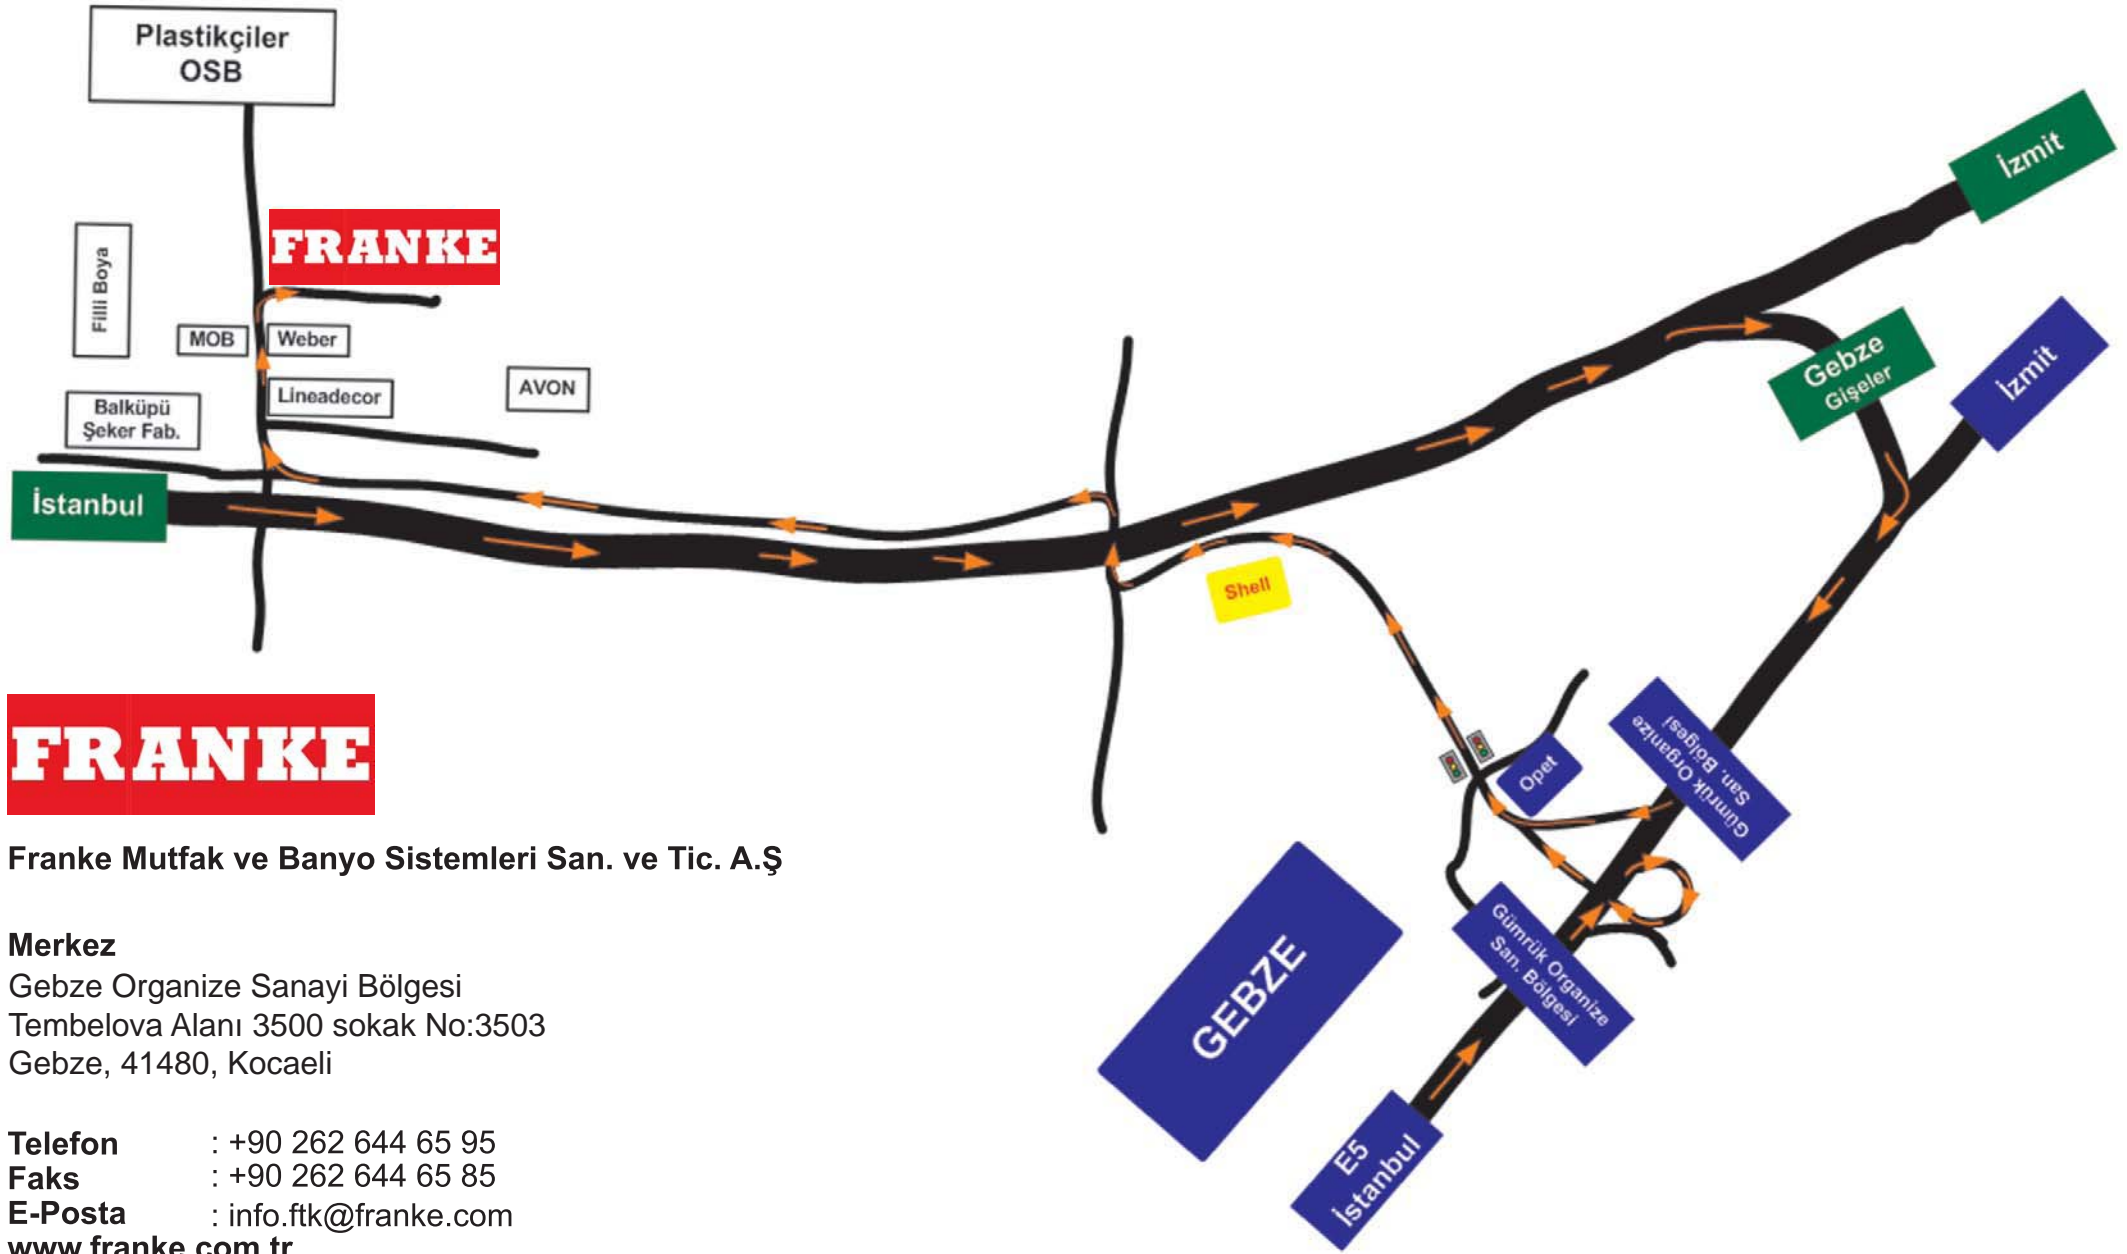 Plastikçiler
OSB
FRANKE
Filli Boya
MOB
Weber
Lineadecor
AVON
Balküpü
Şeker Fab.
İstanbul
İzmit
Gebze
Gişeler
İzmit
Shell
Opet
Gümrük Organize
San. Bölgesi
Gümrük Organize
San. Bölgesi
GEBZE
E5
İstanbul
FRANKE
Franke Mutfak ve Banyo Sistemleri San. ve Tic. A.Ş
Merkez
Gebze Organize Sanayi Bölgesi
Tembelova Alanı 3500 sokak No:3503
Gebze, 41480, Kocaeli
Telefon : +90 262 644 65 95
Faks : +90 262 644 65 85
E-Posta : info.ftk@franke.com
www.franke.com.tr